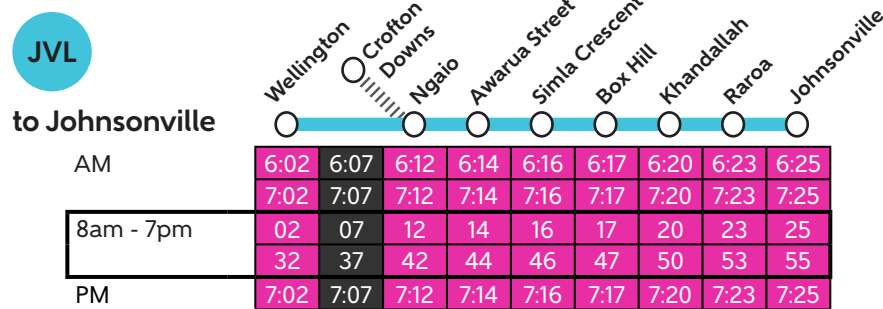 JVL
to Johnsonville
Wellington
Crofton
Downs
Ngaio
Awarua Street
Simla Crescent
Box Hill
Khandallah
Raroa
Johnsonville
AM 6:02 6:07 6:12 6:14 6:16 6:17 6:20 6:23 6:25
7:02 7:07 7:12 7:14 7:16 7:17 7:20 7:23 7:25
8am - 7pm 02 07 12 14 16 17 20 23 25
32 37 42 44 46 47 50 53 55
PM 7:02 7:07 7:12 7:14 7:16 7:17 7:20 7:23 7:25